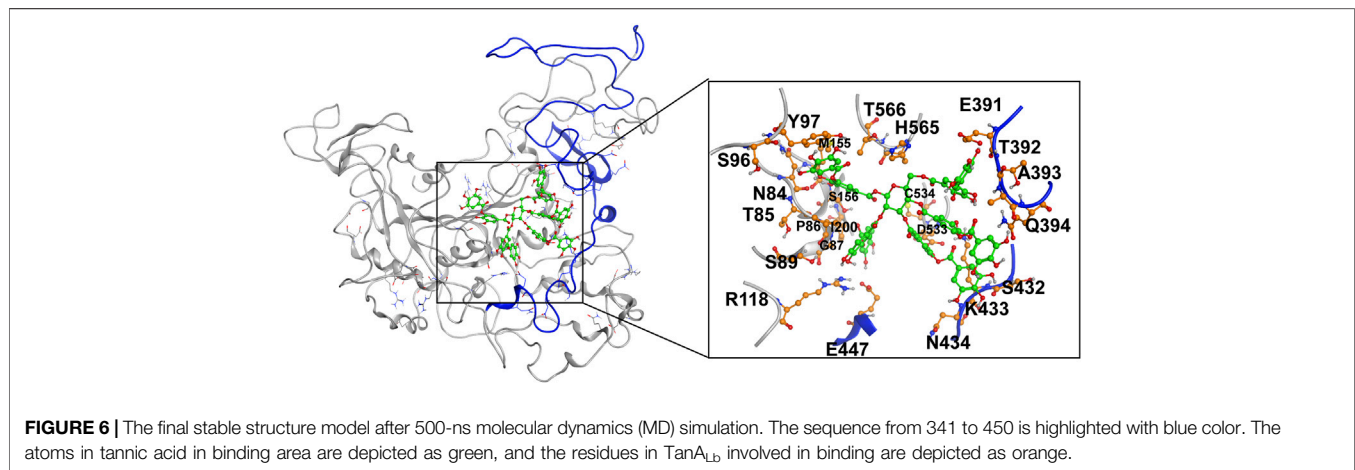 T566
E391
Y97
H565
M155
T392
S96
A393
N84
S156
C534
T85
Q394
P86
I200
D533
G87
S89
S432
R118
K433
E447
N434
FIGURE 6 | The final stable structure model after 500-ns molecular dynamics (MD) simulation. The sequence from 341 to 450 is highlighted with blue color. The
atoms in tannic acid in binding area are depicted as green, and the residues in TanALb involved in binding are depicted as orange.